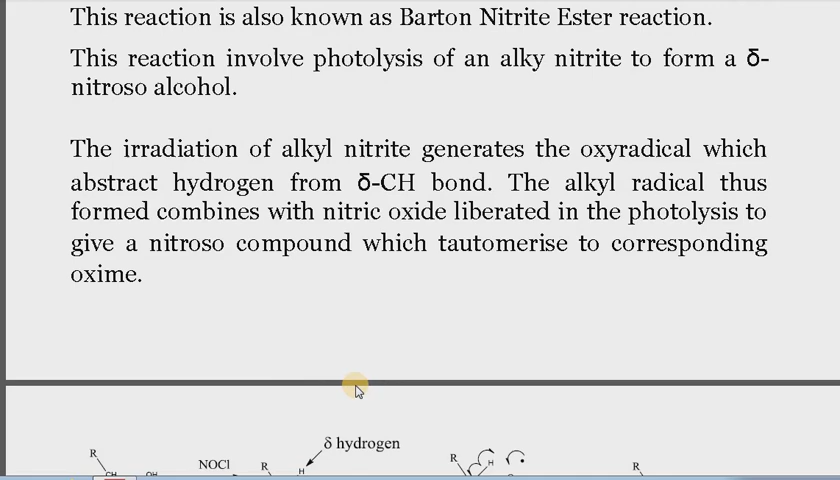 This reaction is also known as Barton Nitrite Ester reaction.
This reaction involve photolysis of an alky nitrite to form a δ-
nitroso alcohol.
The irradiation of alkyl nitrite generates the oxyradical which
abstract hydrogen from δ-CH bond. The alkyl radical thus
formed combines with nitric oxide liberated in the photolysis to
give a nitroso compound which tautomerise to corresponding
oxime.
δ hydrogen
R NOCl R H R H R